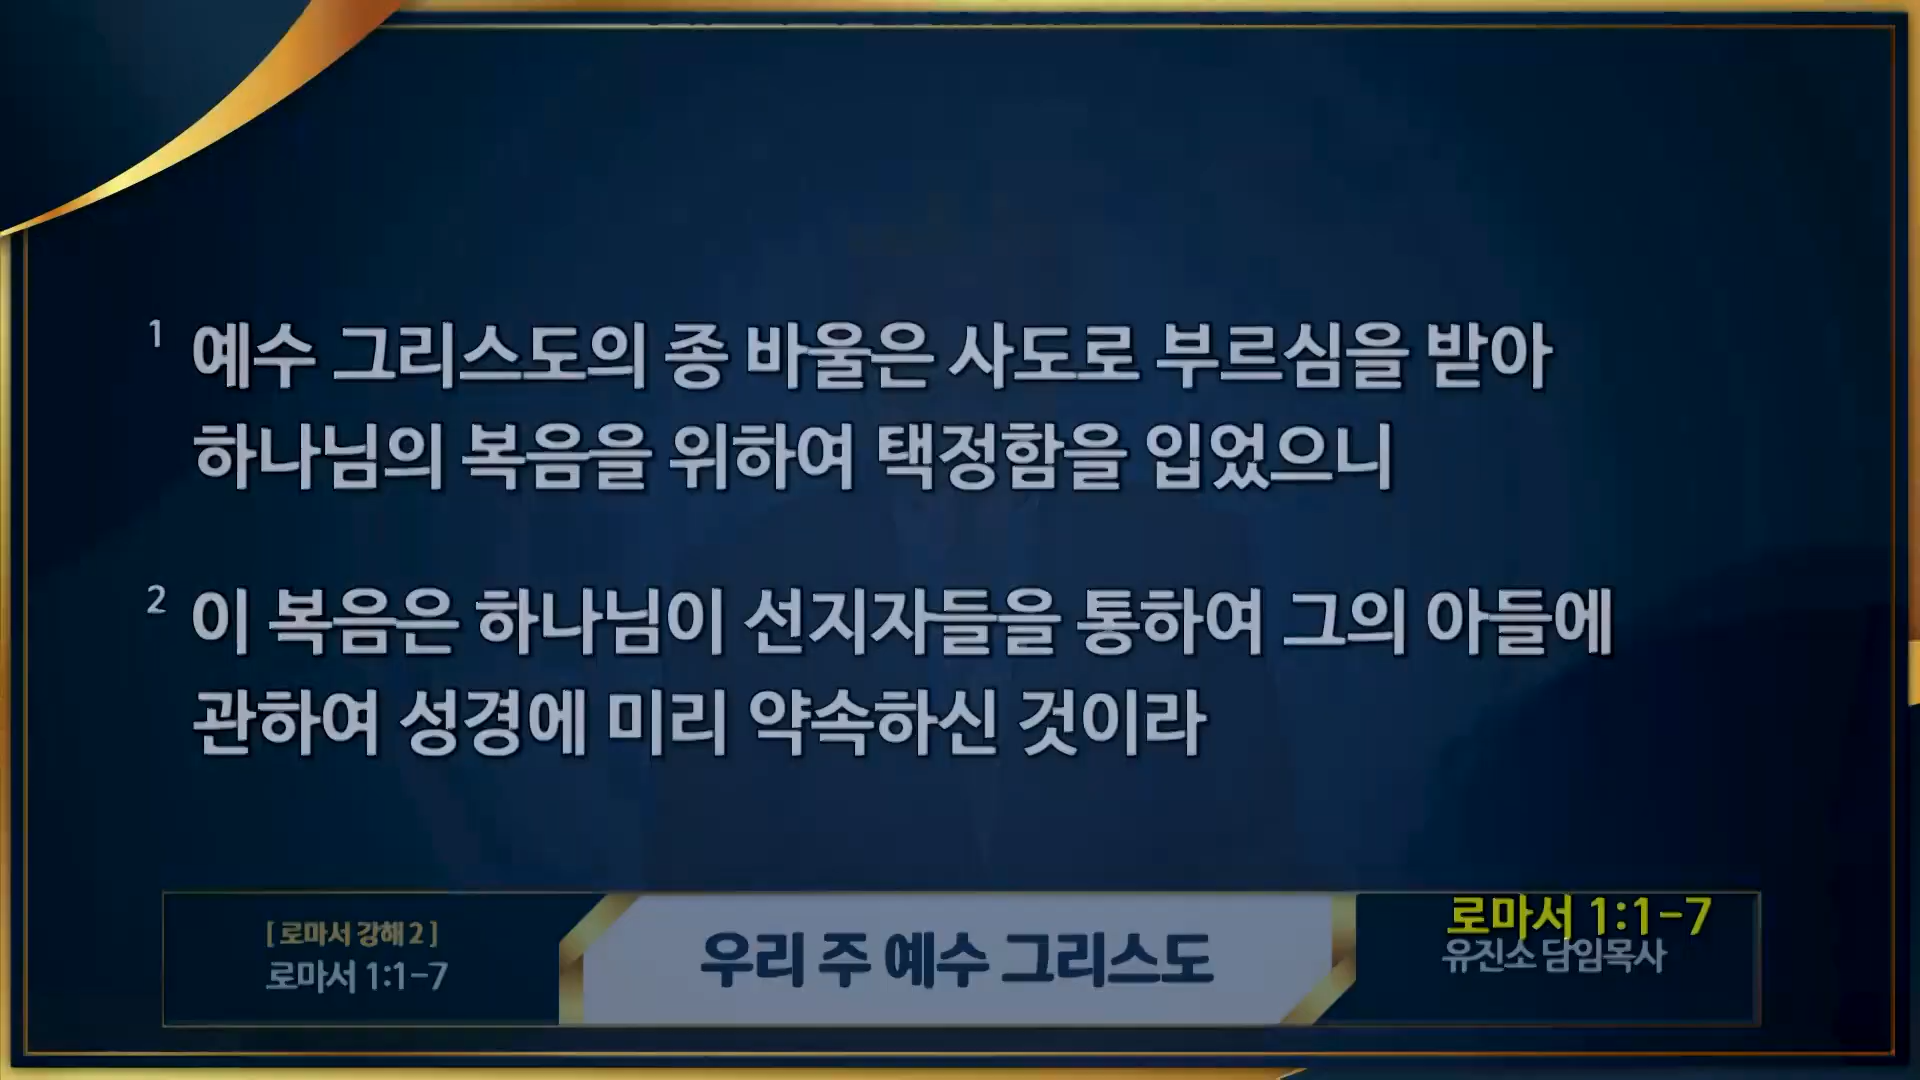 1 예수 그리스도의 종 바울은 사도로 부르심을 받아
하나님의 복음을 위하여 택정함을 입었으니
2 이 복음은 하나님이 선지자들을 통하여 그의 아들에
관하여 성경에 미리 약속하신 것이라
[ 로마서 강해 2 ]
로마서 1:1-7
우리 주 예수 그리스도
로마서 1:1-7
유진소 담임목사